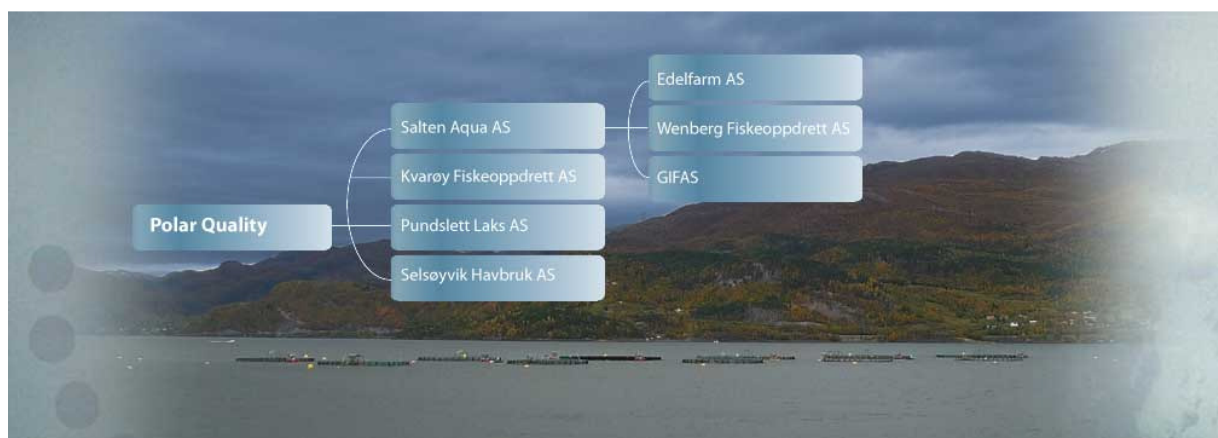 Polar Quality
Salten Aqua AS
Kvarøy Fiskeoppdrett AS
Pundslett Laks AS
Selsøyvik Havbruk AS
Edelfarm AS
Wenberg Fiskeoppdrett AS
GIFAS